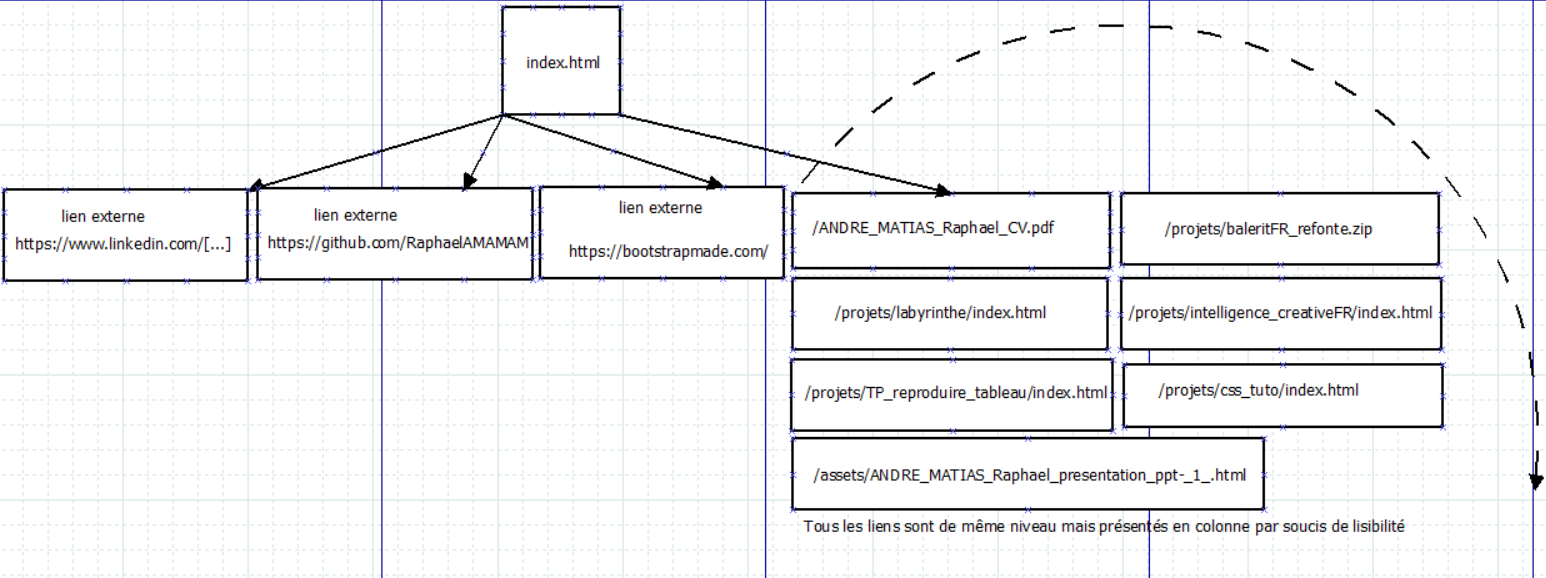 index.html
lien externe
https://www.linkedin.com/[...]
lien externe
https://github.com/RaphaelAMAMAM
lien externe
https://bootstrapmade.com/
/ANDRE_MATIAS_Raphael_CV.pdf
/projets/baleritFR_refonte.zip
/projets/labyrinthe/index.html
/projets/intelligence_creativeFR/index.html
/projets/TP_reproduire_tableau/index.html
/projets/css_tuto/index.html
/assets/ANDRE_MATIAS_Raphael_presentation_ppt-_1_.html
Tous les liens sont de même niveau mais présentés en colonne par soucis de lisibilité